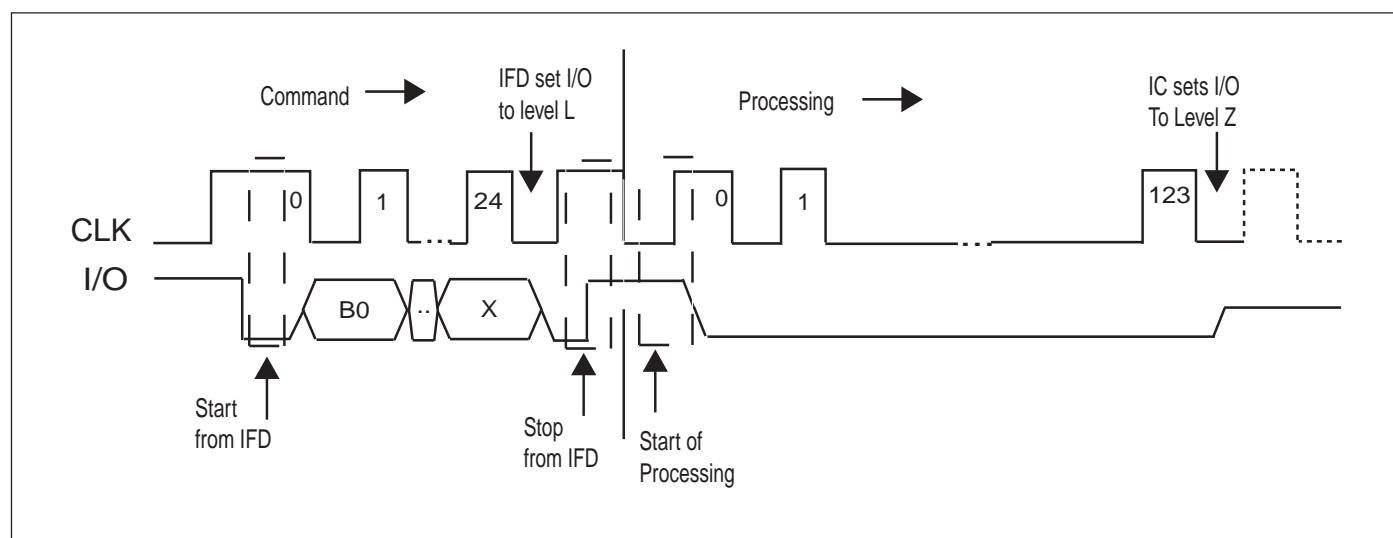 Command
IFD set I/O
to level L
Processing
IC sets I/O
To Level Z
CLK
0
1
24
0
1
123
I/O
B0
..
X
Start
from IFD
Stop
from IFD
Start of
Processing